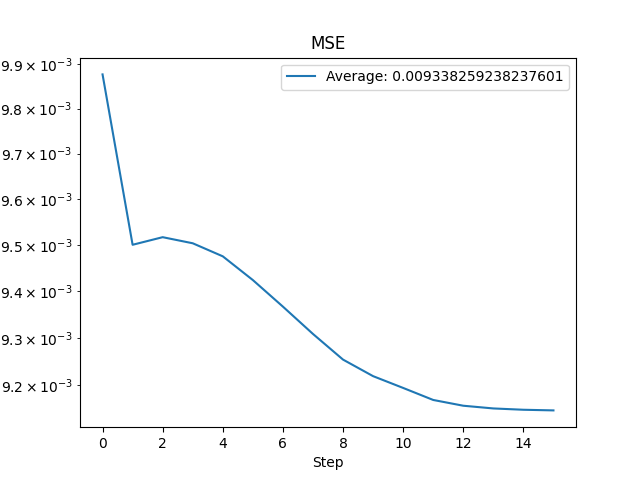 MSE
Average: 0.009338259238237601
9.9 × 10⁻³
9.8 × 10⁻³
9.7 × 10⁻³
9.6 × 10⁻³
9.5 × 10⁻³
9.4 × 10⁻³
9.3 × 10⁻³
9.2 × 10⁻³
0 2 4 6 8 10 12 14
Step